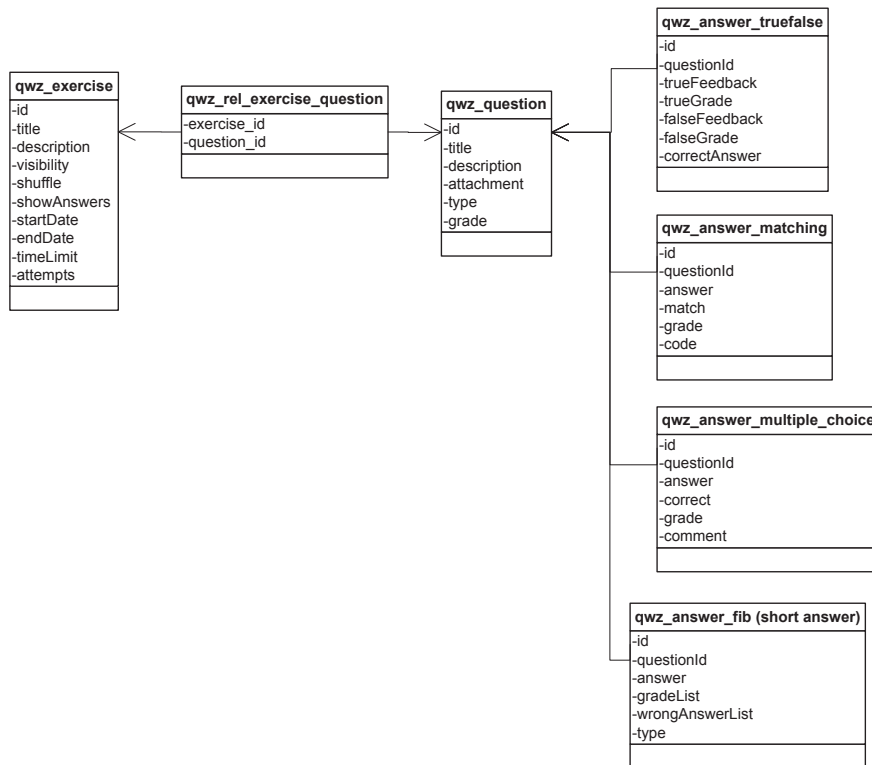 qwz_exercise
-id
-title
-description
-visibility
-shuffle
-showAnswers
-startDate
-endDate
-timeLimit
-attempts
qwz_rel_exercise_question
-exercise_id
-question_id
qwz_question
-id
-title
-description
-attachment
-type
-grade
qwz_answer_truefalse
-id
-questionId
-trueFeedback
-trueGrade
-falseFeedback
-falseGrade
-correctAnswer
qwz_answer_matching
-id
-questionId
-answer
-match
-grade
-code
qwz_answer_multiple_choice
-id
-questionId
-answer
-correct
-grade
-comment
qwz_answer_fib (short answer)
-id
-questionId
-answer
-gradeList
-wrongAnswerList
-type